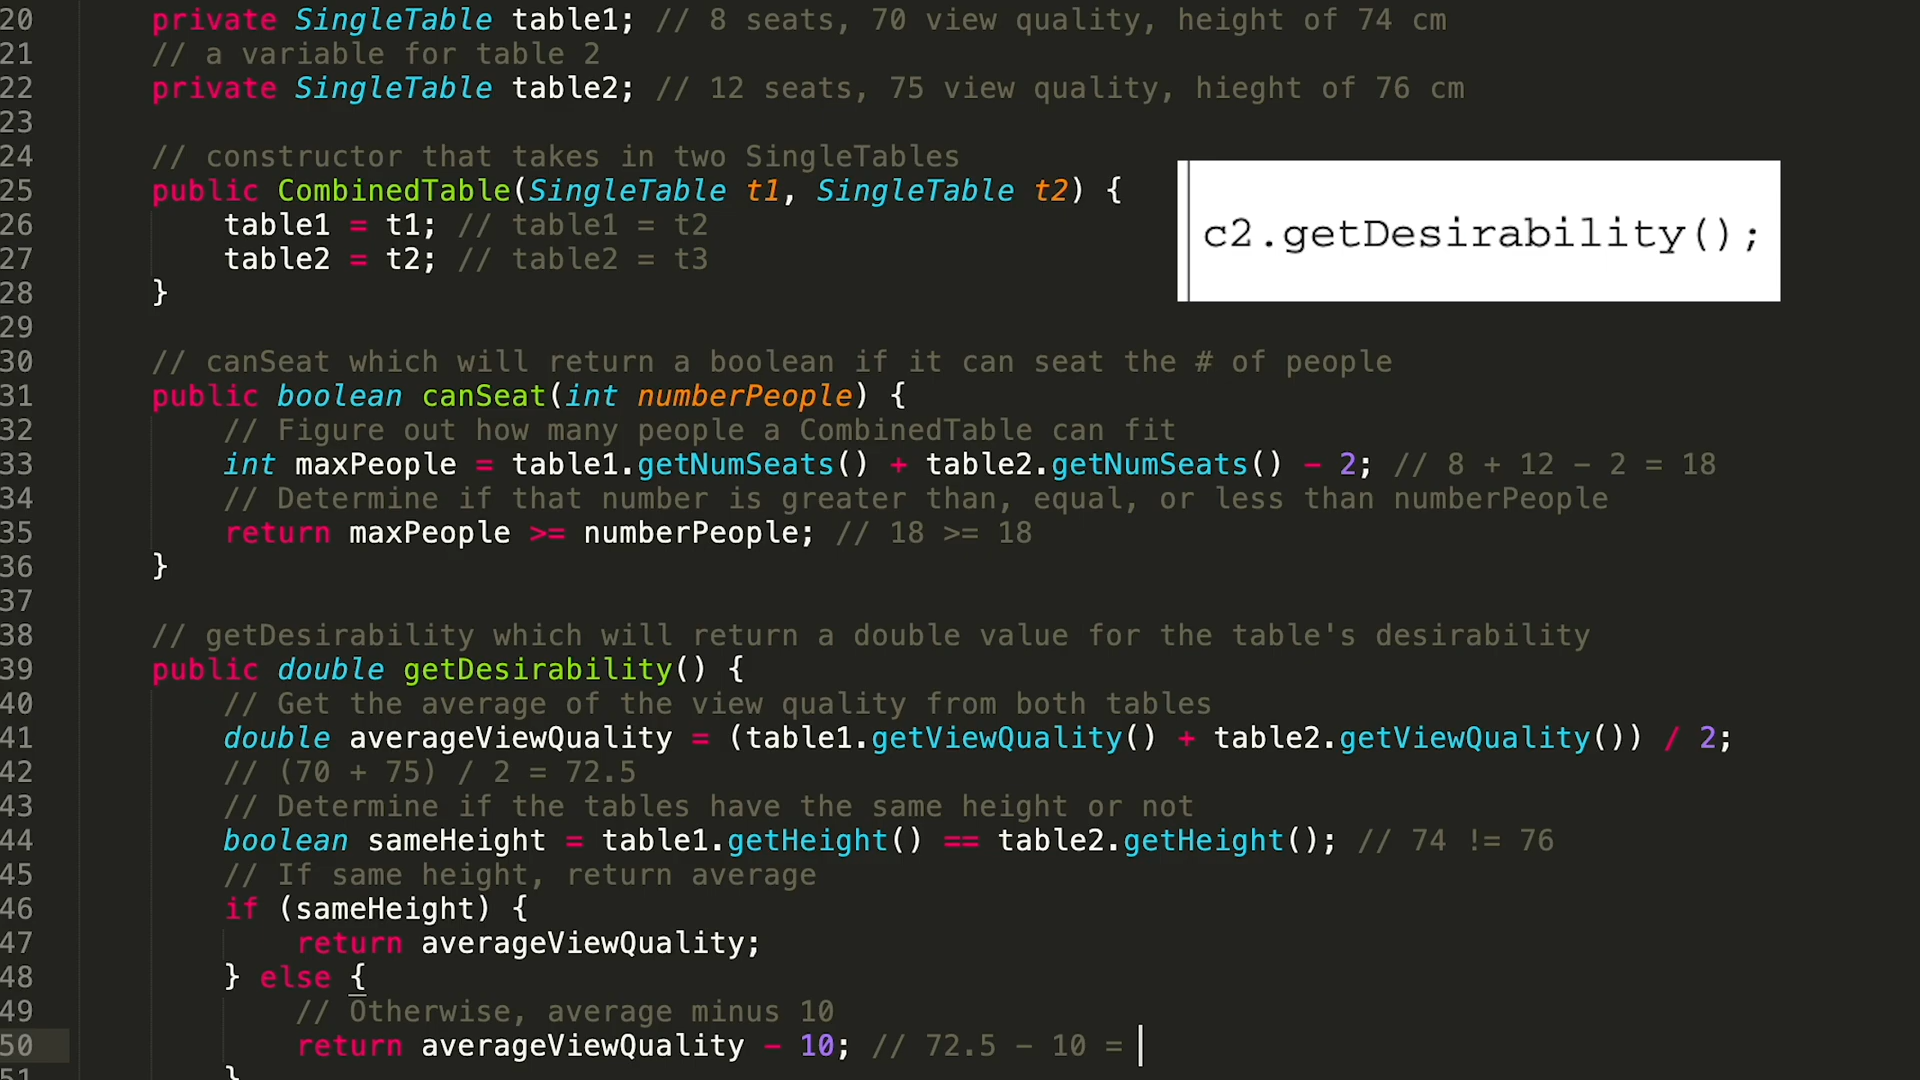 20 private SingleTable table1; // 8 seats, 70 view quality, height of 74 cm
21 // a variable for table 2
22 private SingleTable table2; // 12 seats, 75 view quality, hieght of 76 cm
23
24 // constructor that takes in two SingleTables
25 public CombinedTable(SingleTable t1, SingleTable t2) {
26 table1 = t1; // table1 = t2
27 table2 = t2; // table2 = t3
28 }
c2.getDesirability();
29
30 // canSeat which will return a boolean if it can seat the # of people
31 public boolean canSeat(int numberPeople) {
32 // Figure out how many people a CombinedTable can fit
33 int maxPeople = table1.getNumSeats() + table2.getNumSeats() - 2; // 8 + 12 - 2 = 18
34 // Determine if that number is greater than, equal, or less than numberPeople
35 return maxPeople >= numberPeople; // 18 >= 18
36 }
37
38 // getDesirability which will return a double value for the table's desirability
39 public double getDesirability() {
40 // Get the average of the view quality from both tables
41 double averageViewQuality = (table1.getViewQuality() + table2.getViewQuality()) / 2;
42 // (70 + 75) / 2 = 72.5
43 // Determine if the tables have the same height or not
44 boolean sameHeight = table1.getHeight() == table2.getHeight(); // 74 != 76
45 // If same height, return average
46 if (sameHeight) {
47 return averageViewQuality;
48 } else {
49 // Otherwise, average minus 10
50 return averageViewQuality - 10; // 72.5 - 10 =
51 }